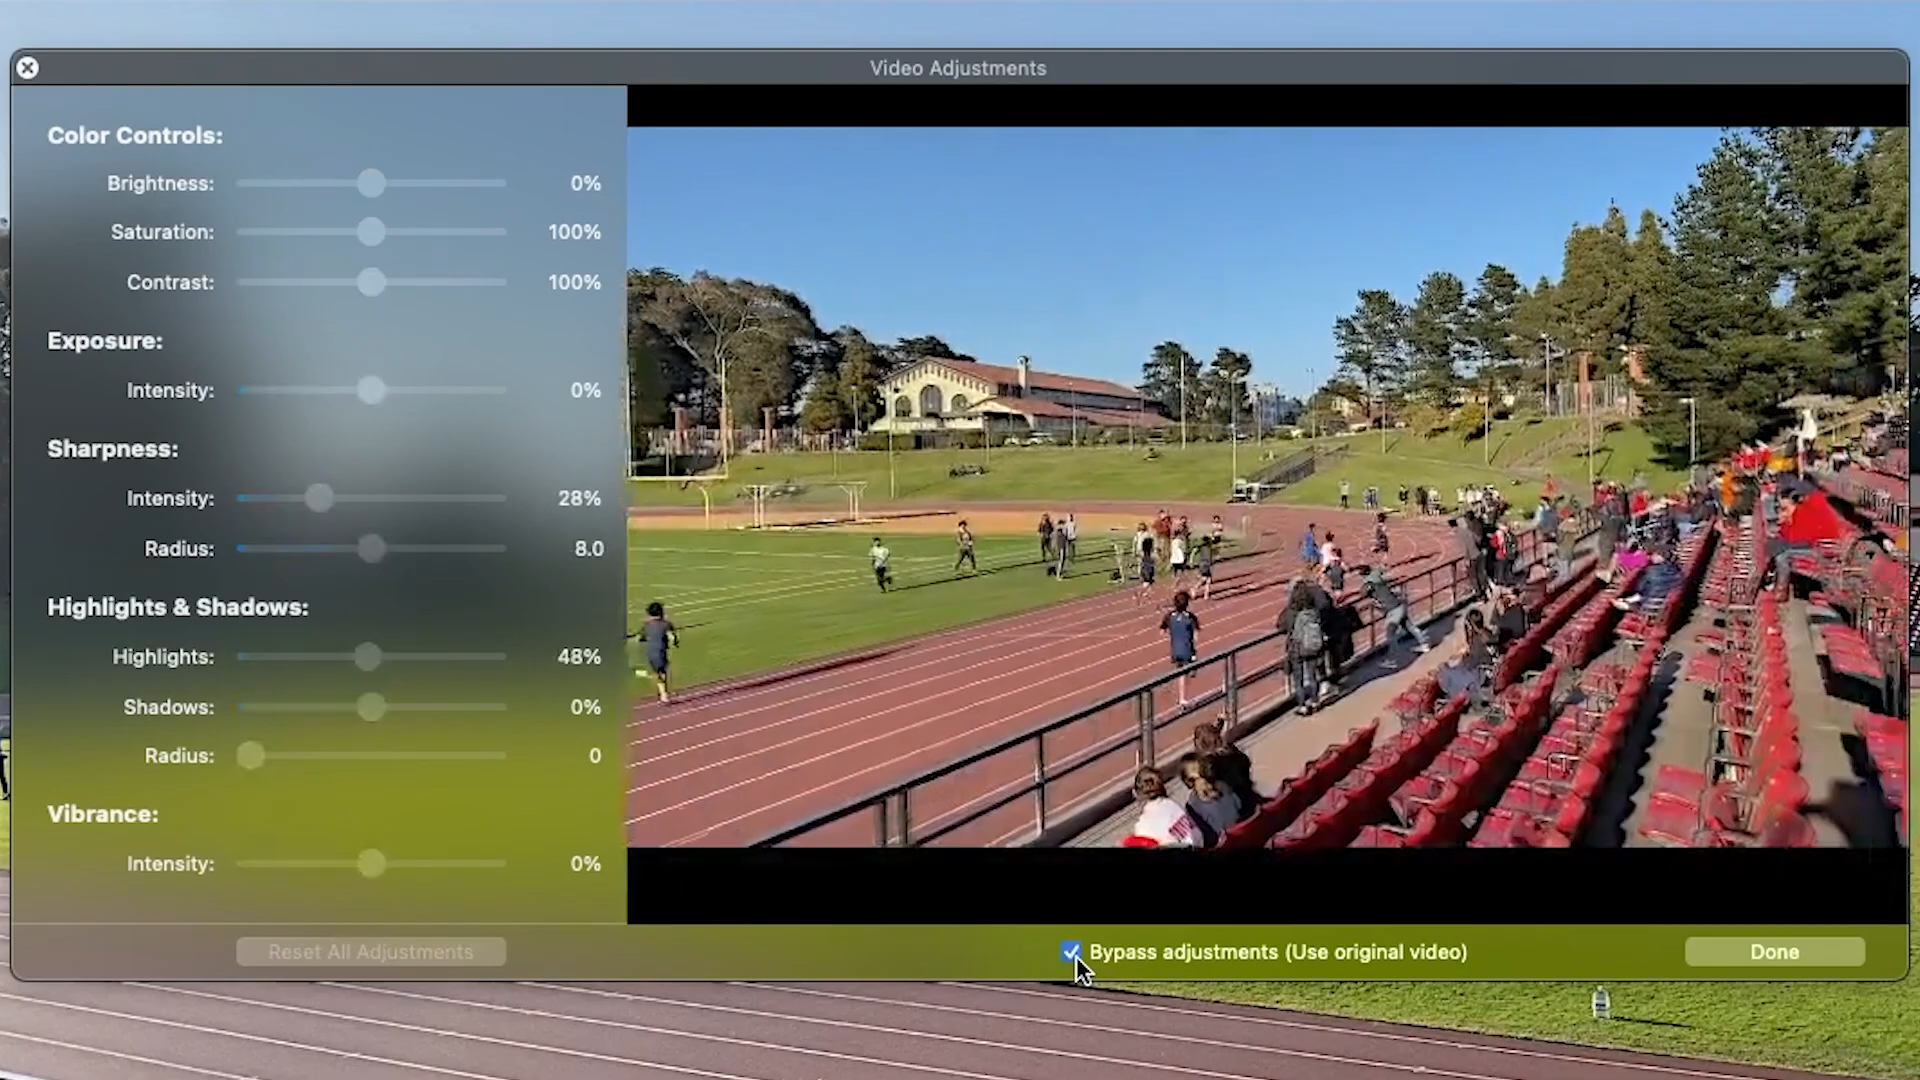 Video Adjustments
Color Controls:
Brightness: 0%
Saturation: 100%
Contrast: 100%
Exposure:
Intensity: 0%
Sharpness:
Intensity: 28%
Radius: 8.0
Highlights & Shadows:
Highlights: 48%
Shadows: 0%
Radius: 0
Vibrance:
Intensity: 0%
Reset All Adjustments
Bypass adjustments (Use original video)
Done